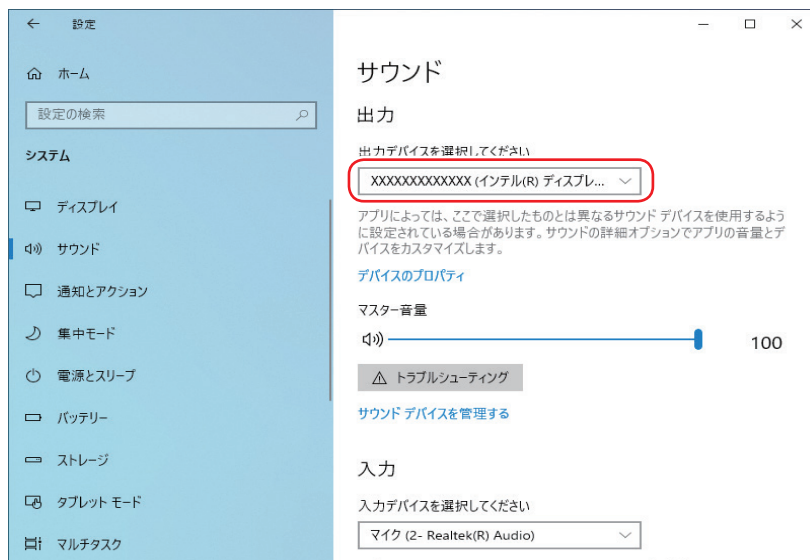 設定
ホーム
設定の検索
システム
ディスプレイ
サウンド
通知とアクション
集中モード
電源とスリープ
バッテリー
ストレージ
タブレット モード
マルチタスク
サウンド
出力
出力デバイスを選択してください
XXXXXXXXXXXXX (インテル(R) ディスプレ...
アプリによっては、ここで選択したものとは異なるサウンド デバイスを使用するよう
に設定されている場合があります。サウンドの詳細オプションでアプリの音量とデ
バイスをカスタマイズします。
デバイスのプロパティ
マスター音量
100
トラブルシューティング
サウンド デバイスを管理する
入力
入力デバイスを選択してください
マイク (2- Realtek(R) Audio)